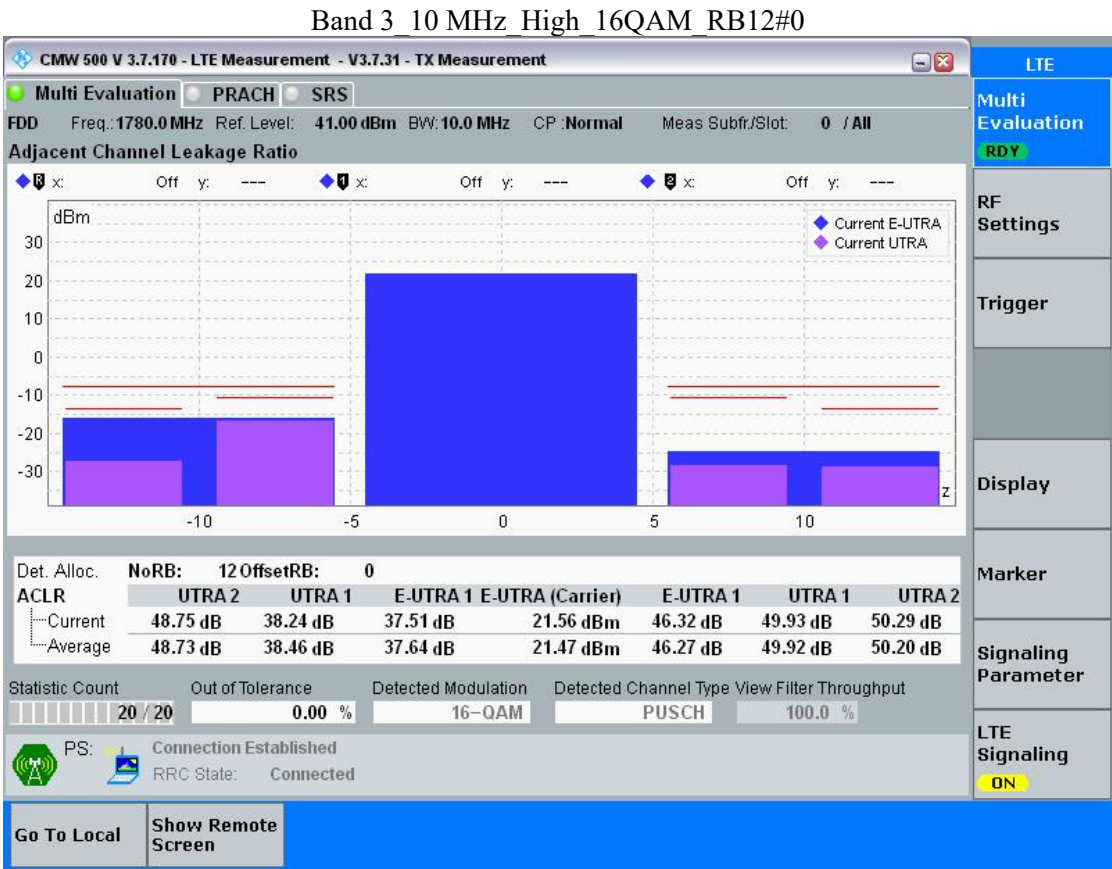 Band 3_10 MHz_High_16QAM_RB12#0
CMW 500 V 3.7.170 - LTE Measurement - V3.7.31 - TX Measurement
LTE
Multi Evaluation PRACH SRS
Multi Evaluation
RDY
FDD Freq.: 1780.0 MHz Ref. Level: 41.00 dBm BW: 10.0 MHz CP : Normal Meas Subfr./Slot: 0 / All
Adjacent Channel Leakage Ratio
R x: Off y: --- 1 x: Off y: --- 2 x: Off y: ---
dBm
Current E-UTRA
Current UTRA
30
20
10
0
-10
-20
-30
z
-10 -5 0 5 10
RF Settings
Trigger
Display
Marker
Signaling Parameter
LTE Signaling
ON
Det. Alloc. NoRB: 12 OffsetRB: 0
ACLR UTRA 2 UTRA 1 E-UTRA 1 E-UTRA (Carrier) E-UTRA 1 UTRA 1 UTRA 2
Current 48.75 dB 38.24 dB 37.51 dB 21.56 dBm 46.32 dB 49.93 dB 50.29 dB
Average 48.73 dB 38.46 dB 37.64 dB 21.47 dBm 46.27 dB 49.92 dB 50.20 dB
Statistic Count Out of Tolerance Detected Modulation Detected Channel Type View Filter Throughput
20 / 20 0.00 % 16-QAM PUSCH 100.0 %
PS: Connection Established
RRC State: Connected
Go To Local Show Remote Screen